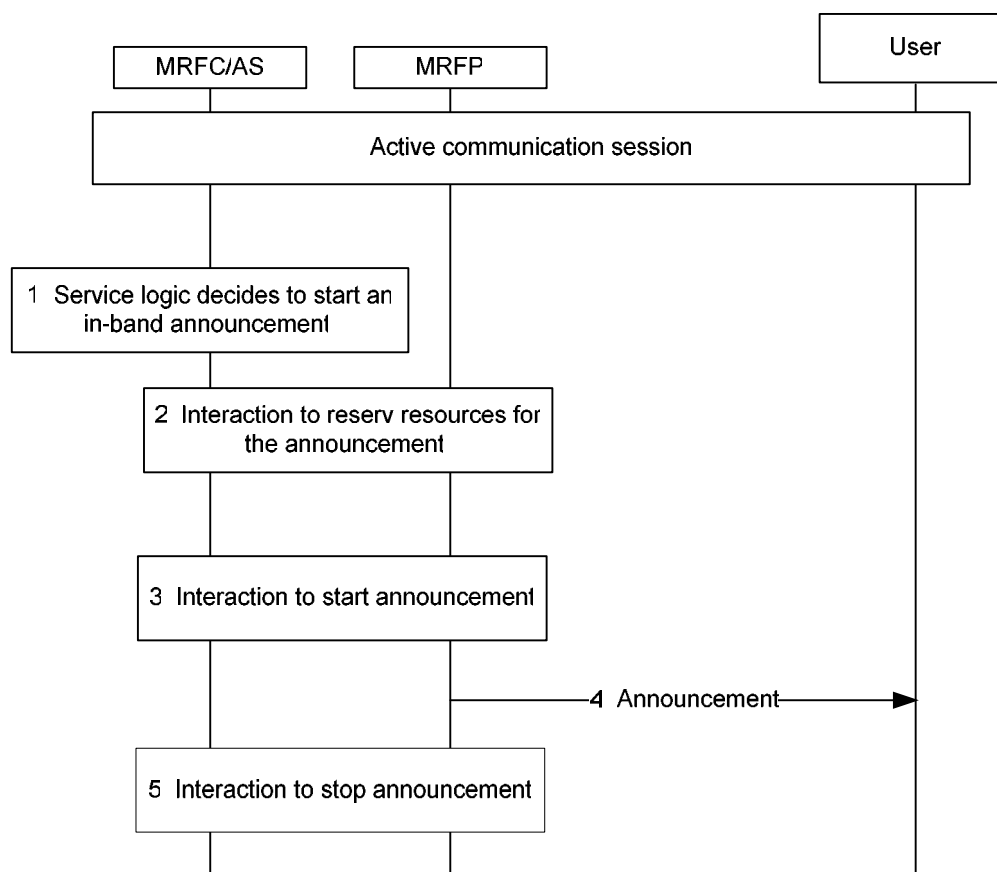 MRFC/AS
MRFP
User
Active communication session
1 Service logic decides to start an
in-band announcement
2 Interaction to reserv resources for
the announcement
3 Interaction to start announcement
4 Announcement
5 Interaction to stop announcement